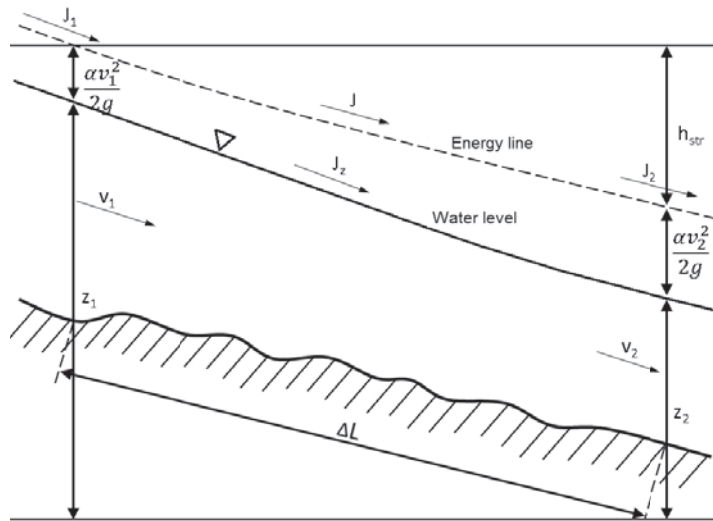 J₁
αv₁²
2g
J
Energy line
h_str
J_z
J₂
v₁
Water level
αv₂²
2g
z₁
v₂
z₂
ΔL